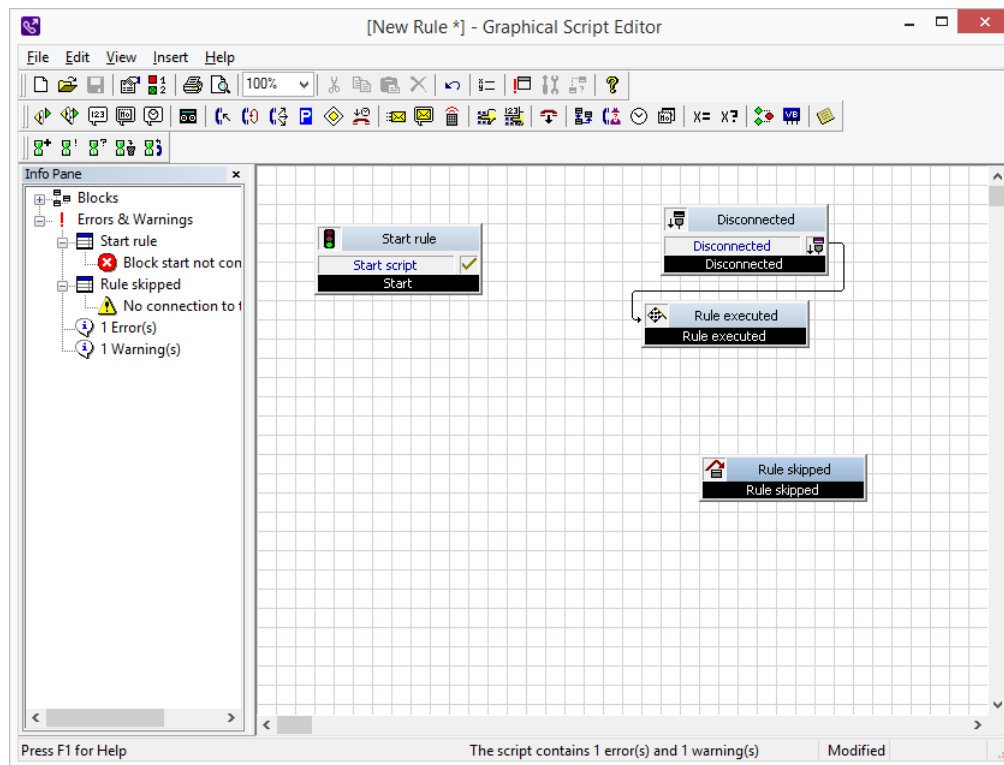 [New Rule *] - Graphical Script Editor
File Edit View Insert Help
100%
Info Pane
Blocks
Errors & Warnings
Start rule
Block start not con
Rule skipped
No connection to t
1 Error(s)
1 Warning(s)
Start rule
Start script
Start
Disconnected
Disconnected
Disconnected
Rule executed
Rule executed
Rule skipped
Rule skipped
Press F1 for Help The script contains 1 error(s) and 1 warning(s) Modified